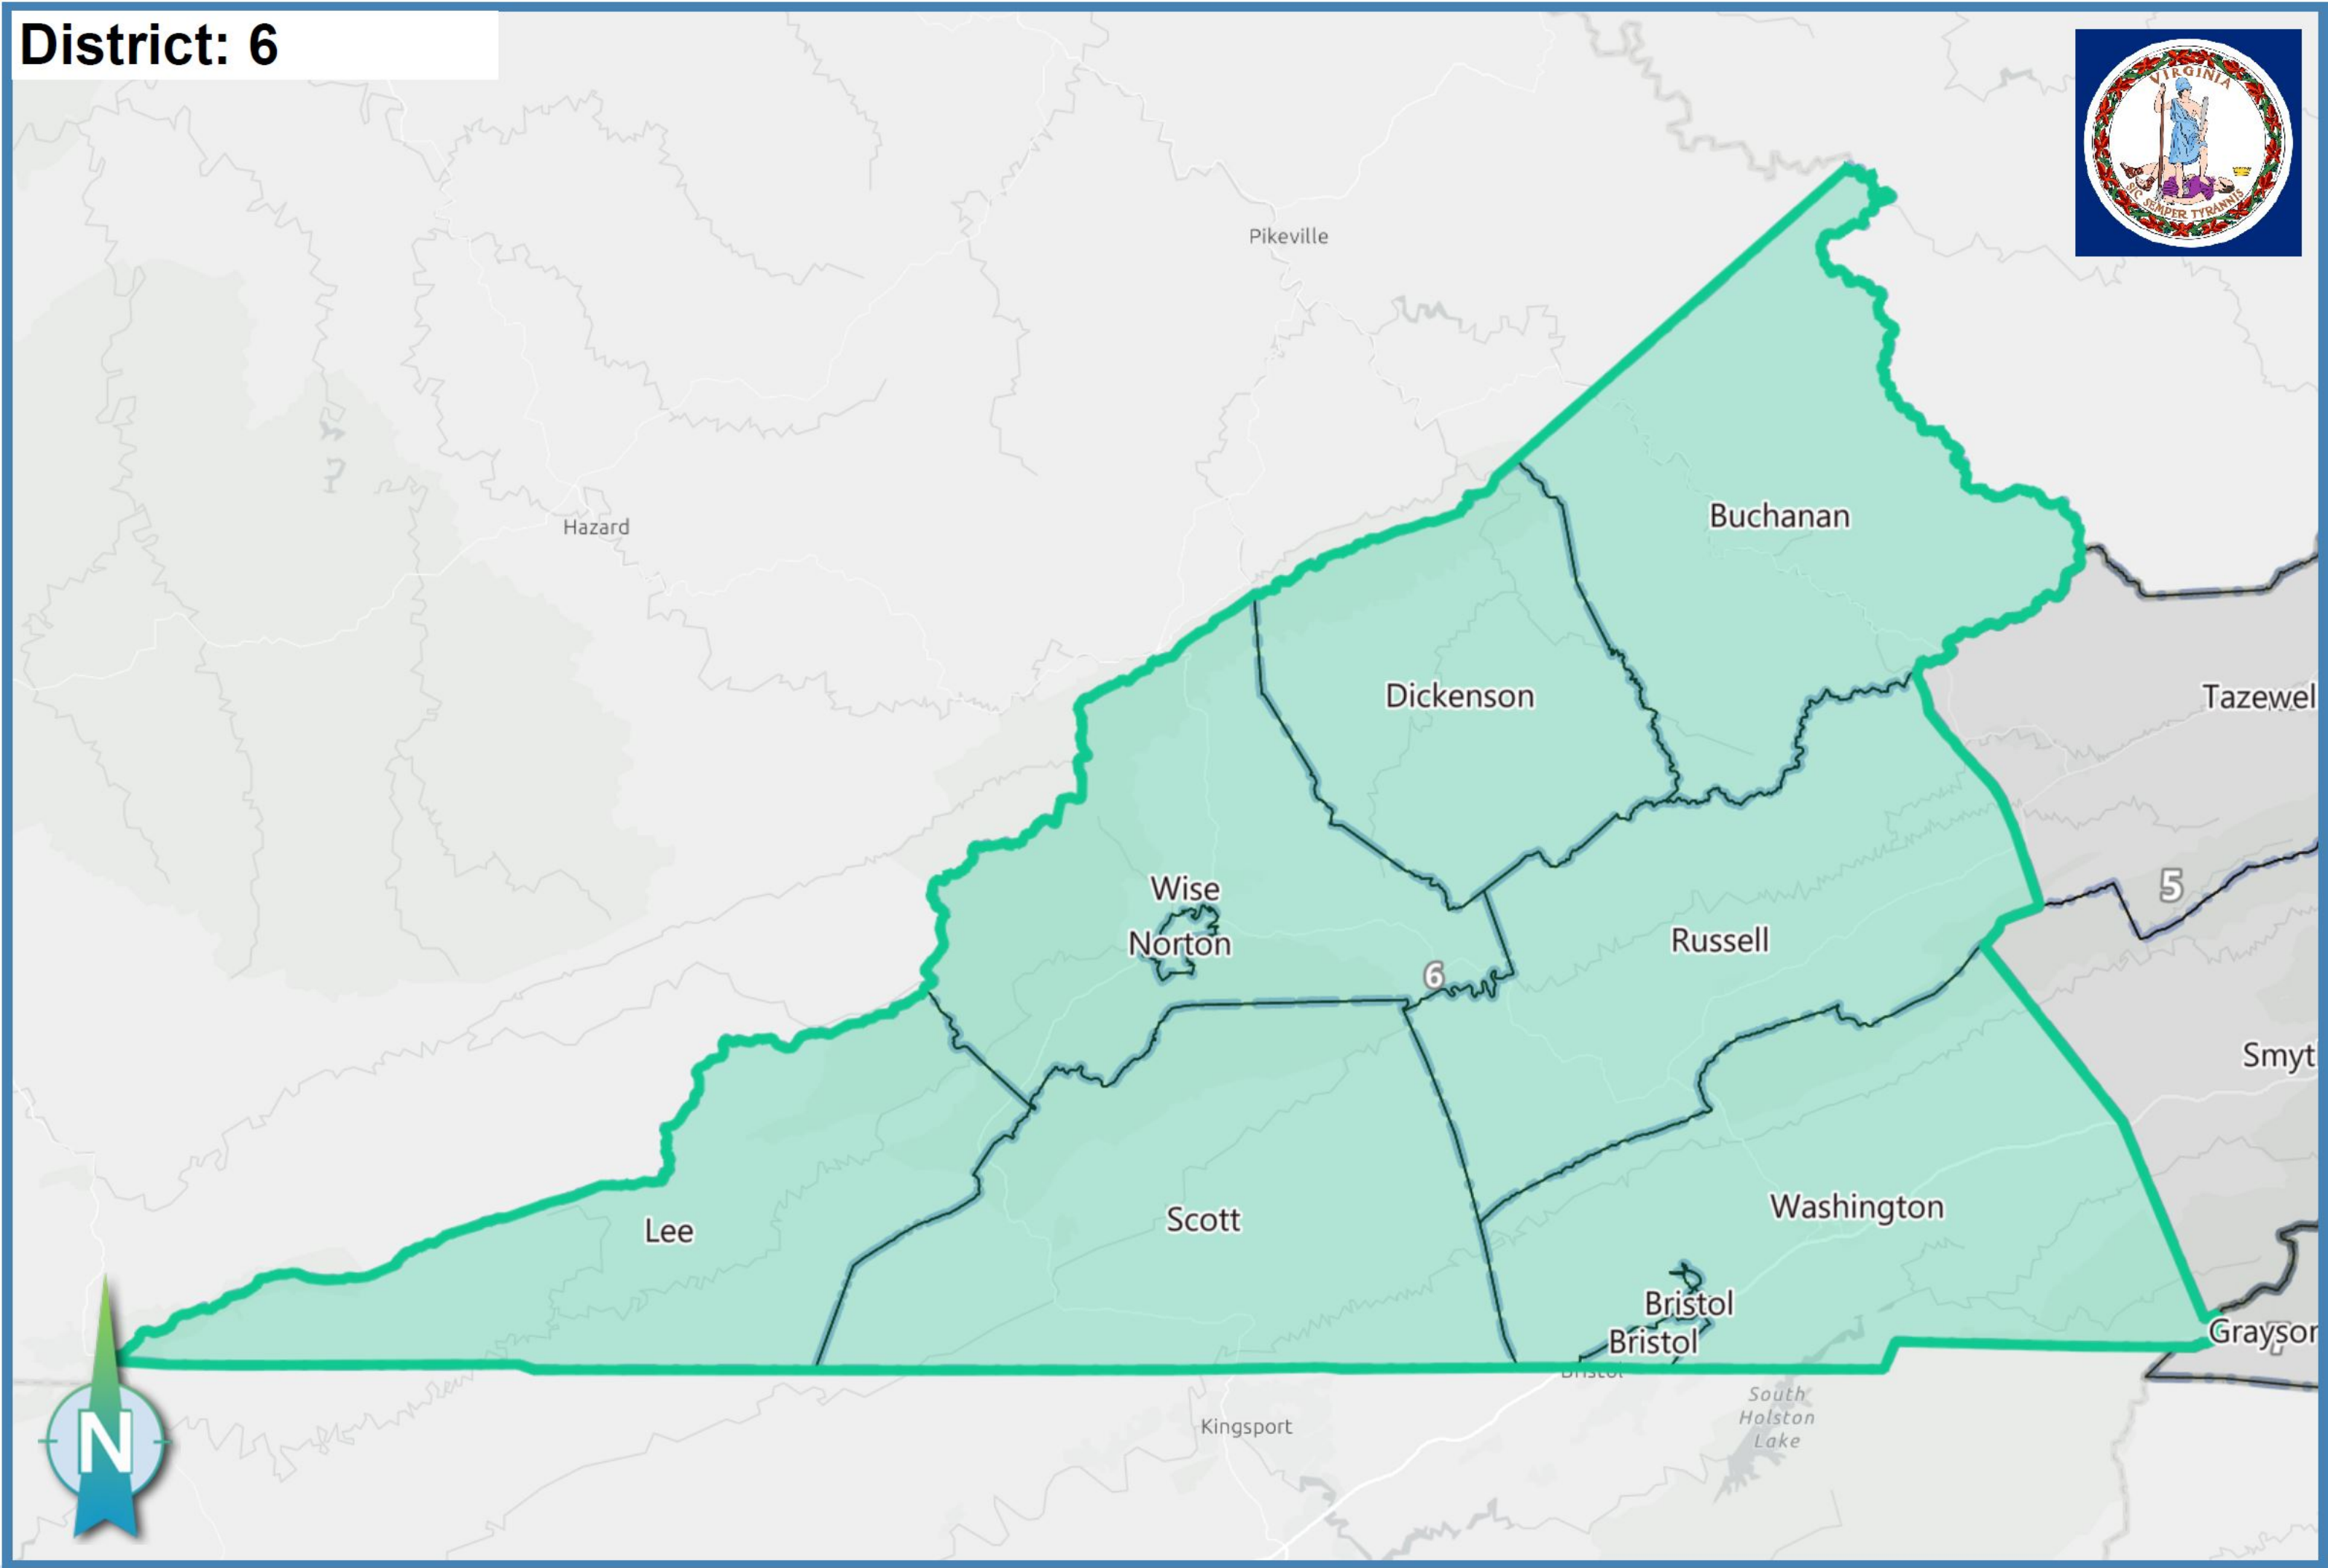 District: 6
VIRGINIA
SIC SEMPER TYRANNIS
Pikeville
Buchanan
Hazard
Dickenson
Tazewel
Wise
5
Norton
Russell
6
Smyt
Washington
Scott
Lee
Bristol
Grayson
Bristol
South
Holston
Lake
Kingsport
N